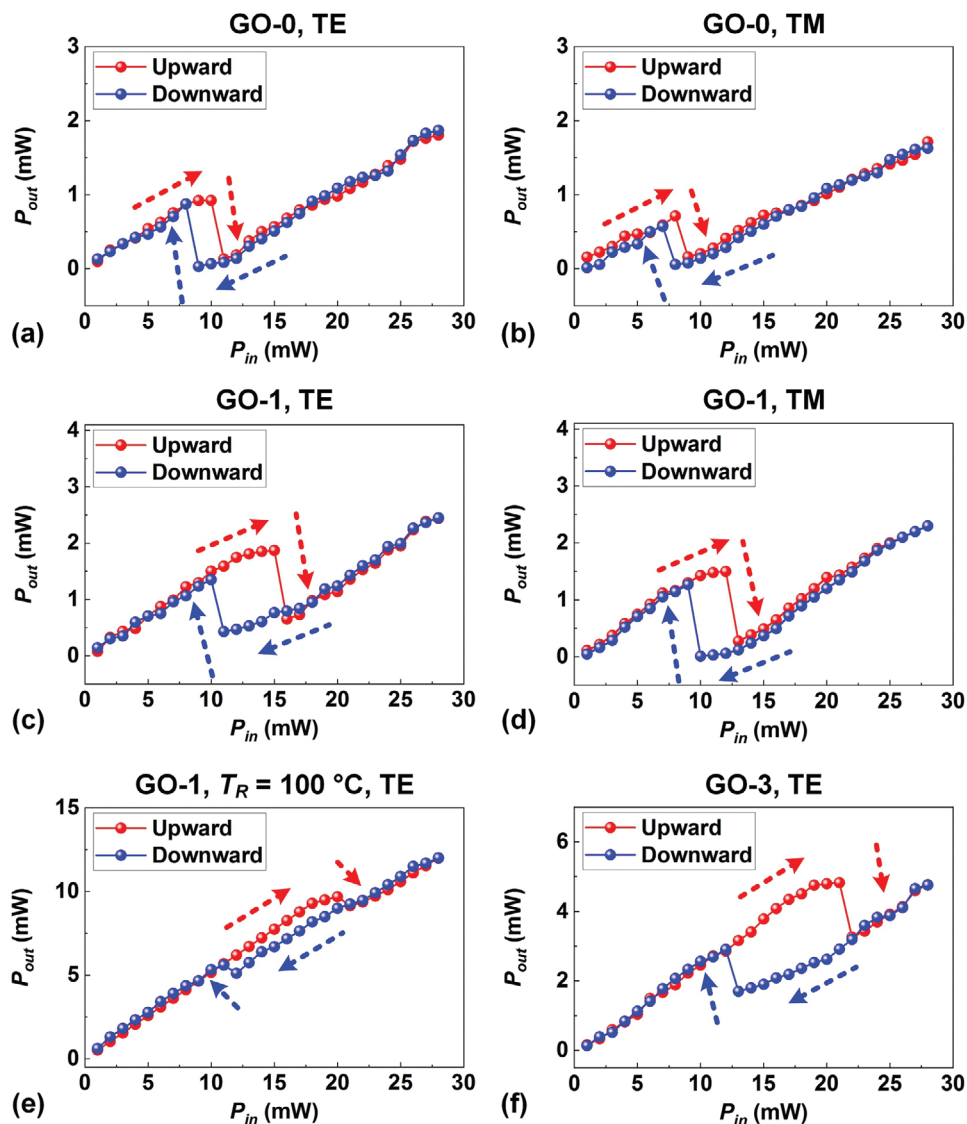 GO-0, TE
Upward
Downward
3
2
1
0
P_out (mW)
0 5 10 15 20 25 30
P_in (mW)
(a)
GO-0, TM
Upward
Downward
3
2
1
0
P_out (mW)
0 5 10 15 20 25 30
P_in (mW)
(b)
GO-1, TE
Upward
Downward
4
3
2
1
0
P_out (mW)
0 5 10 15 20 25 30
P_in (mW)
(c)
GO-1, TM
Upward
Downward
4
3
2
1
0
P_out (mW)
0 5 10 15 20 25 30
P_in (mW)
(d)
GO-1, T_R = 100 °C, TE
Upward
Downward
15
10
5
0
P_out (mW)
0 5 10 15 20 25 30
P_in (mW)
(e)
GO-3, TE
Upward
Downward
6
4
2
0
P_out (mW)
0 5 10 15 20 25 30
P_in (mW)
(f)